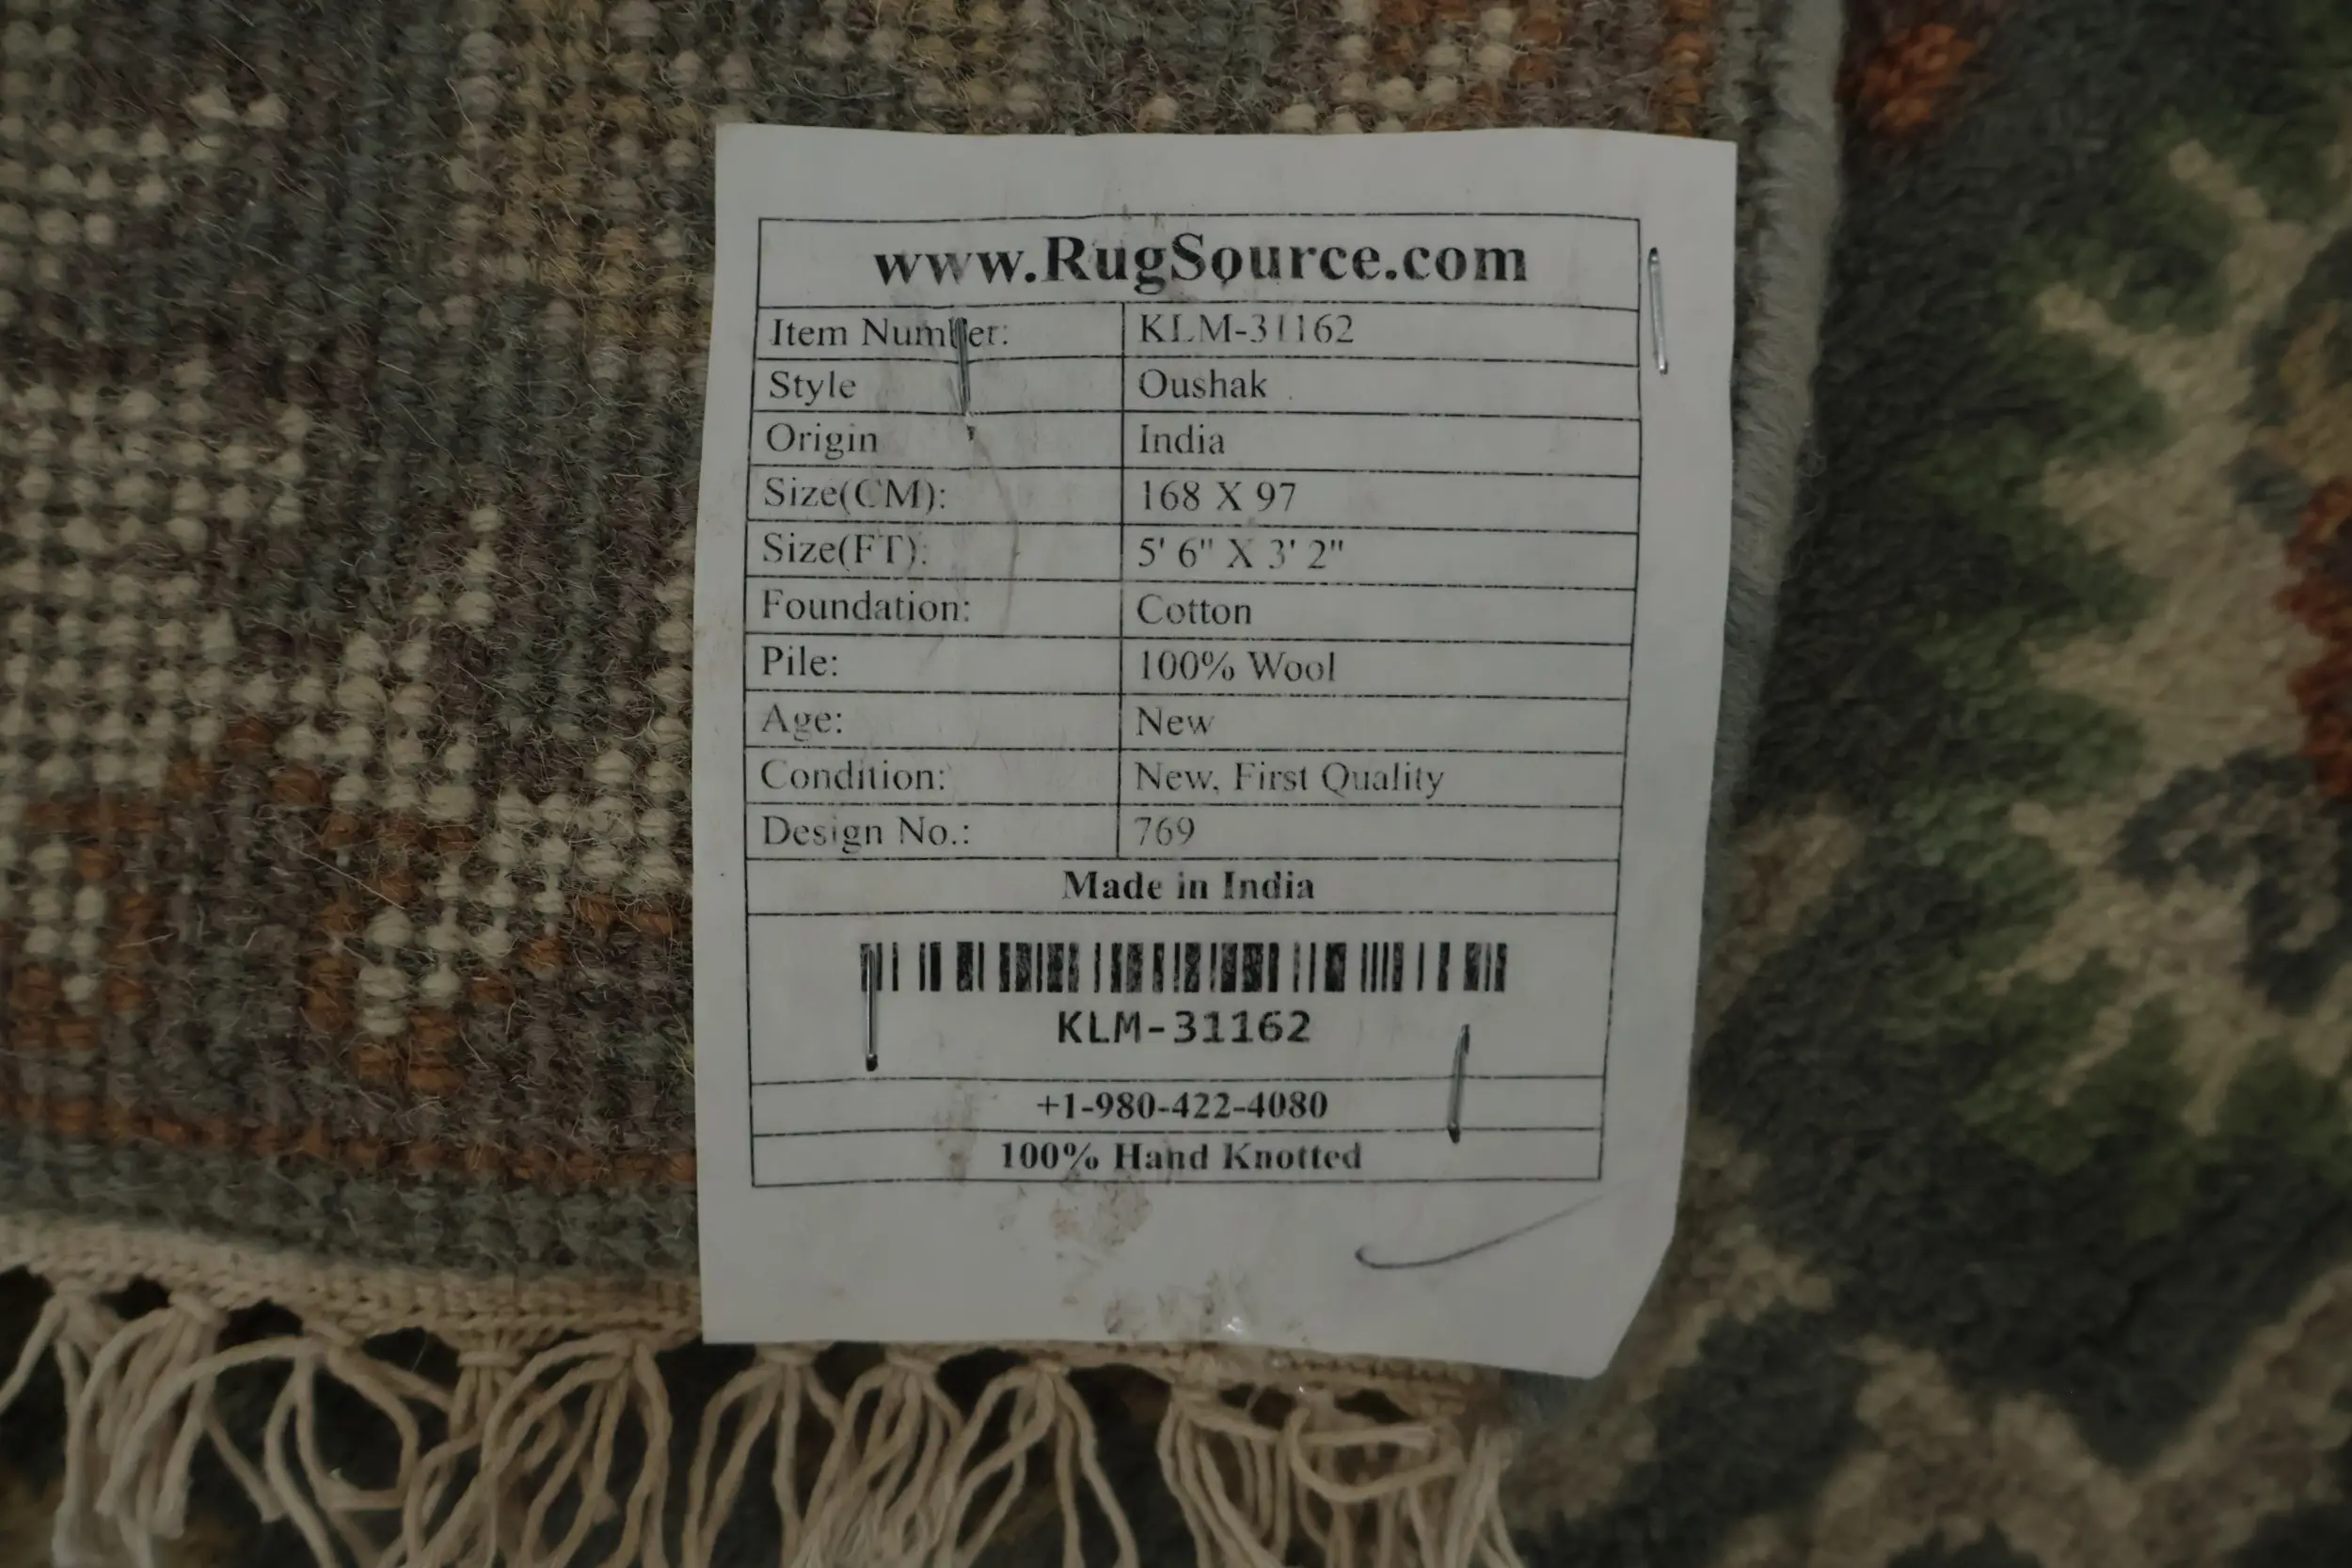 www.RugSource.com
Item Number: KLM-31162
Style Oushak
Origin India
Size(CM): 168 X 97
Size(FT): 5' 6" X 3' 2"
Foundation: Cotton
Pile: 100% Wool
Age: New
Condition: New, First Quality
Design No.: 769
Made in India
KLM-31162
+1-980-422-4080
100% Hand Knotted